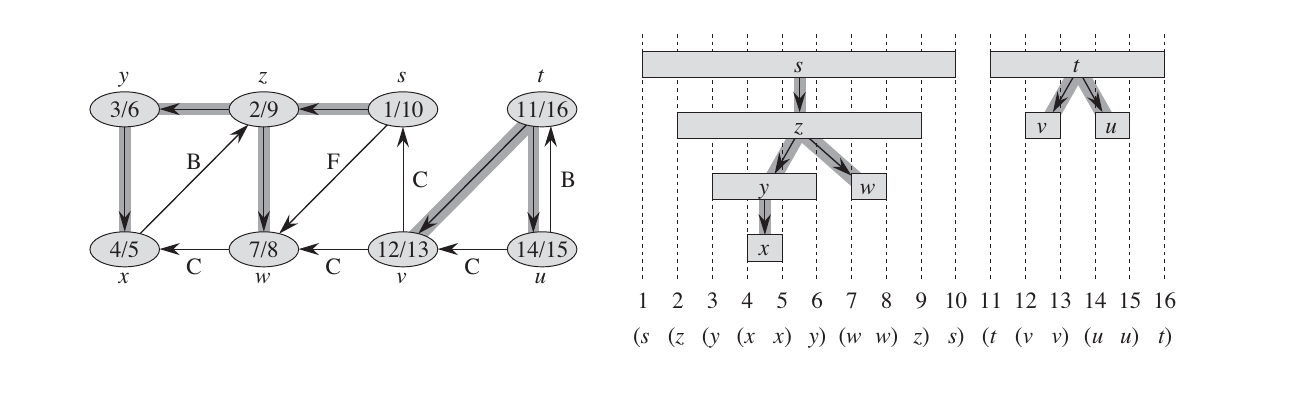 y z s t
3/6 2/9 1/10 11/16
B F C B
4/5 7/8 12/13 14/15
C C C
x w v u
s t
z v u
y w
x
1 2 3 4 5 6 7 8 9 10 11 12 13 14 15 16
(s (z (y (x x) y) (w w) z) s) (t (v v) (u u) t)